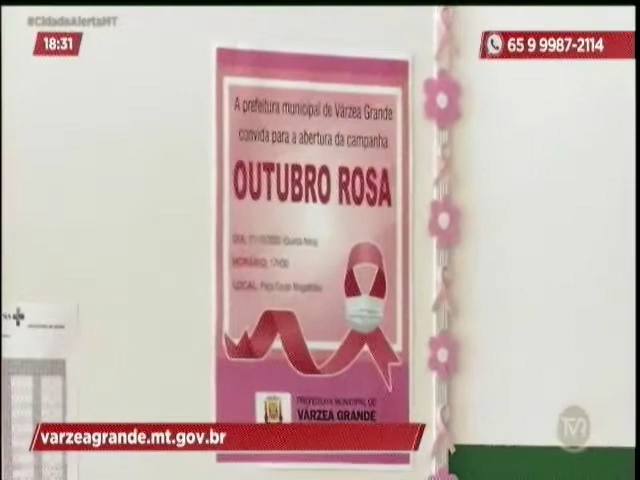 #CidadeAlertaMT
18:31
65 9 9987-2114
A prefeitura municipal de Várzea Grande
convida para a abertura da campanha
OUTUBRO ROSA
DIA:
HORÁRIO: 17h00
LOCAL:
PREFEITURA MUNICIPAL DE
VÁRZEA GRANDE
varzeagrande.mt.gov.br